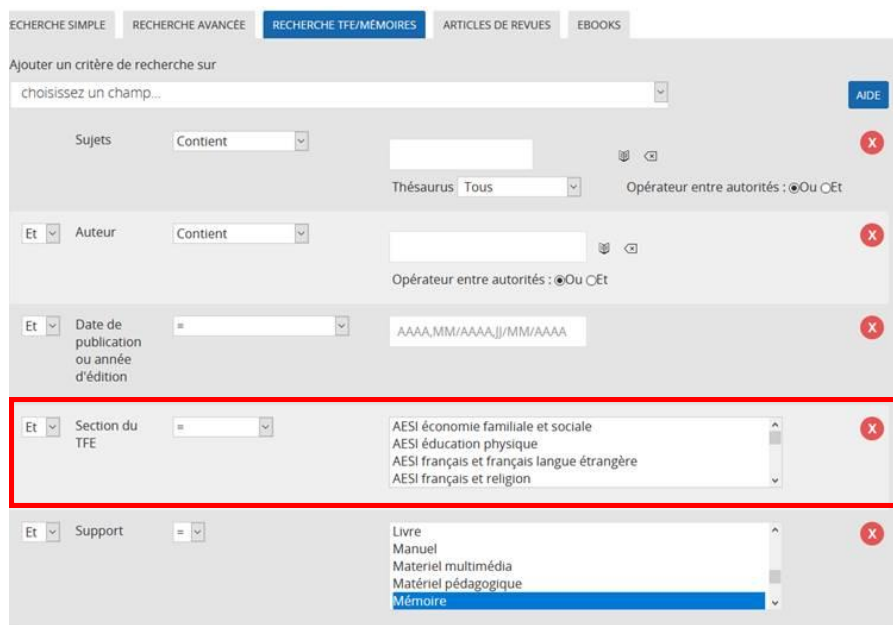 ECHERCHE SIMPLE RECHERCHE AVANCÉE RECHERCHE TFE/MÉMOIRES ARTICLES DE REVUES EBOOKS
Ajouter un critère de recherche sur
choisissez un champ...
AIDE
Sujets Contient X
Thésaurus Tous Opérateur entre autorités : Ou Et
Et Auteur Contient X
Opérateur entre autorités : Ou Et
Et Date de publication ou année d'édition = AAAA,MM/AAAA,JJ/MM/AAAA X
Et Section du TFE = X
AESI économie familiale et sociale
AESI éducation physique
AESI français et français langue étrangère
AESI français et religion
Et Support = X
Livre
Manuel
Materiel multimédia
Matériel pédagogique
Mémoire